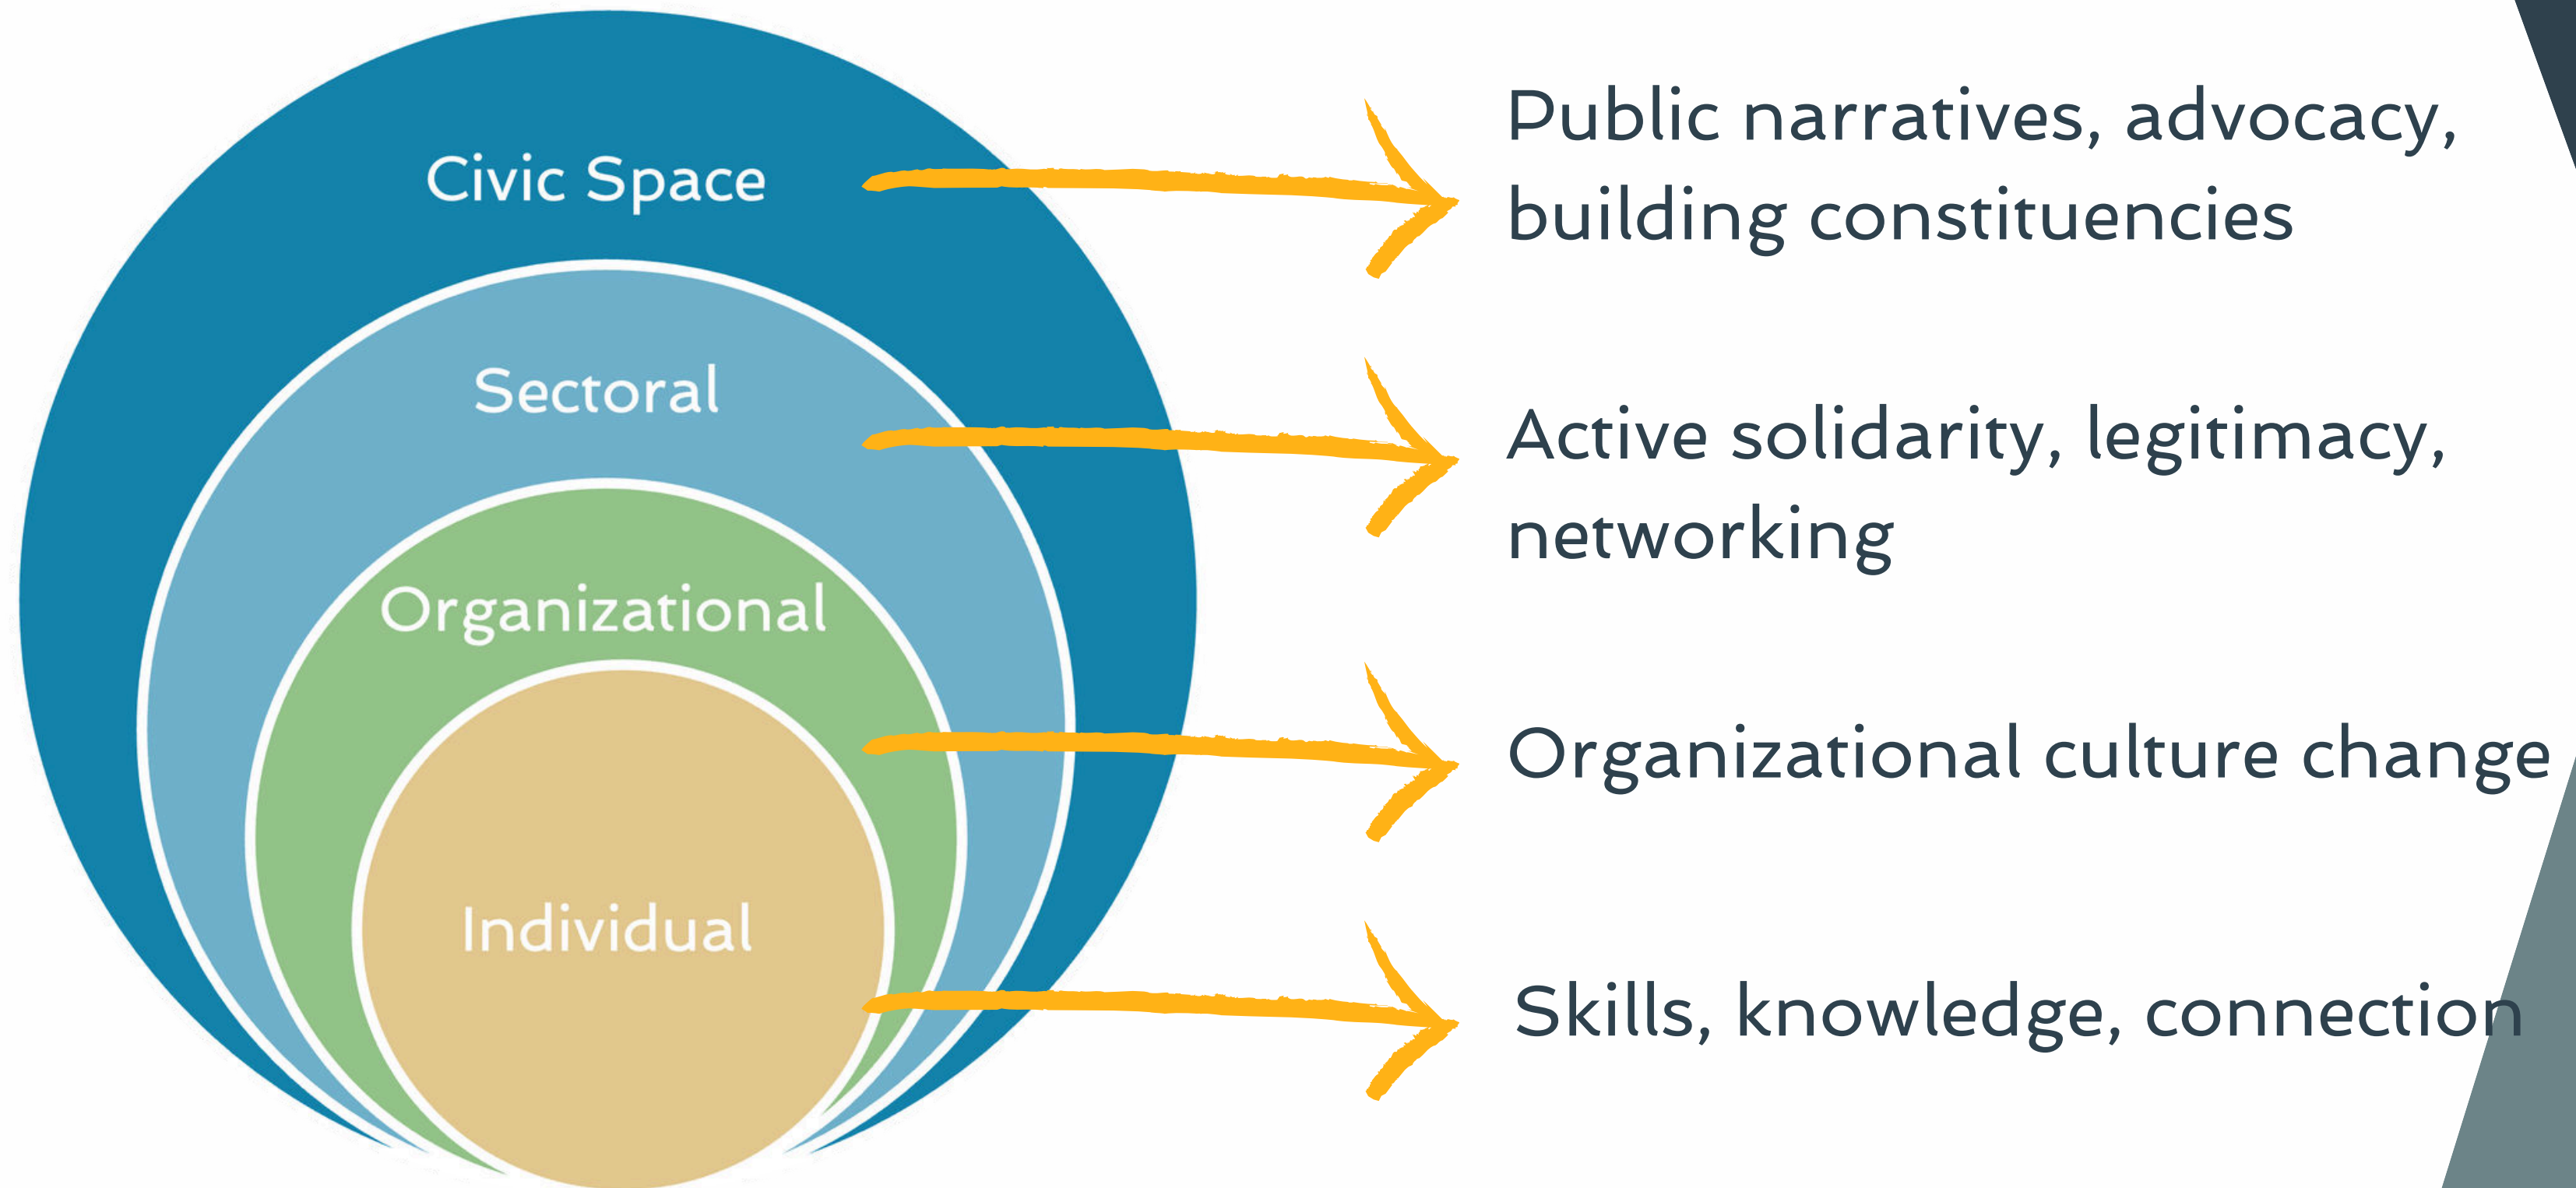 Civic Space
Public narratives, advocacy,
building constituencies
Sectoral
Active solidarity, legitimacy,
networking
Organizational
Organizational culture change
Individual
Skills, knowledge, connection